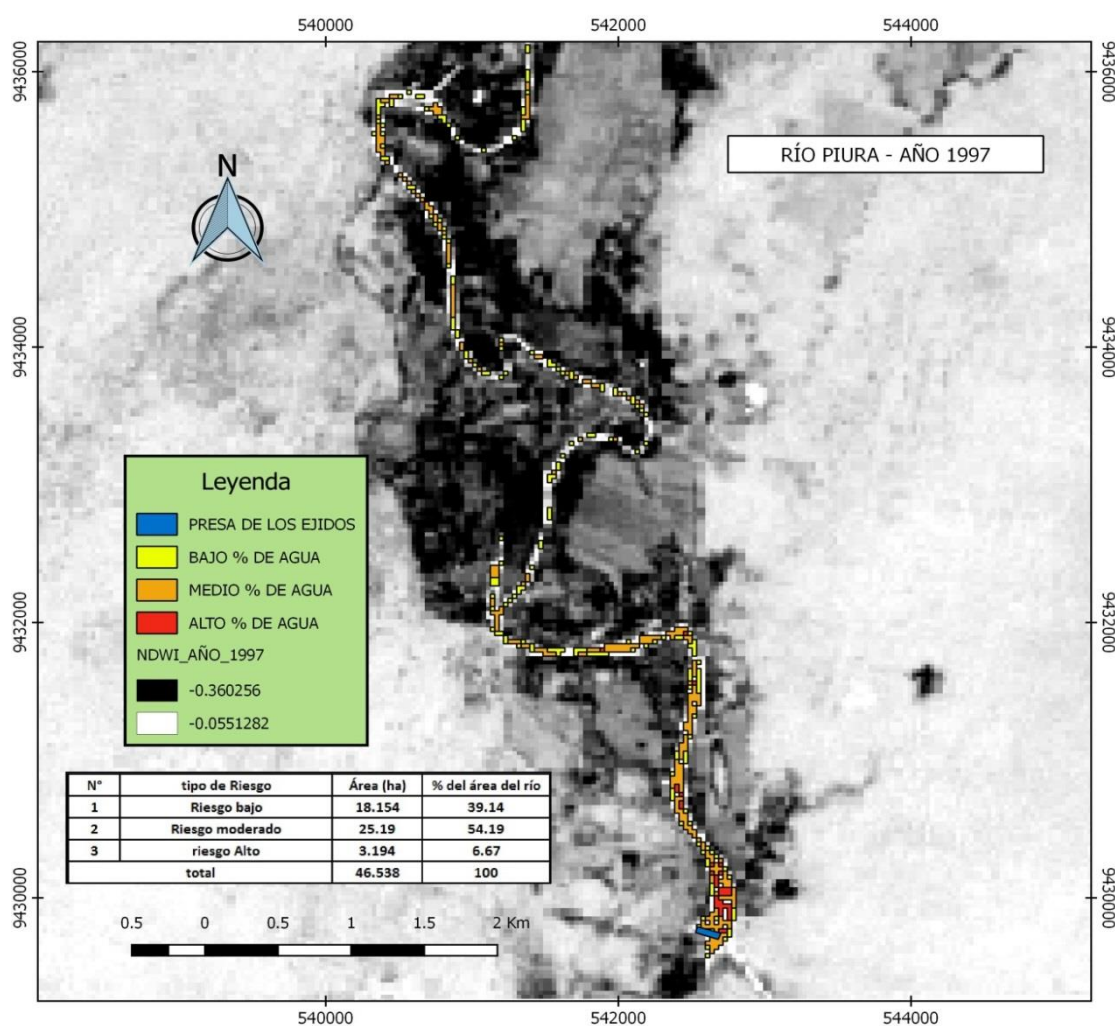 540000 542000 544000
9436000 9436000
RÍO PIURA - AÑO 1997
N
9434000 9434000
Leyenda
PRESA DE LOS EJIDOS
BAJO % DE AGUA
MEDIO % DE AGUA
ALTO % DE AGUA
NDWI_AÑO_1997
-0.360256
-0.0551282
9432000 9432000
N° tipo de Riesgo Área (ha) % del área del río
1 Riesgo bajo 18.154 39.14
2 Riesgo moderado 25.19 54.19
3 riesgo Alto 3.194 6.67
total 46.538 100
9430000 9430000
0.5 0 0.5 1 1.5 2 Km
540000 542000 544000